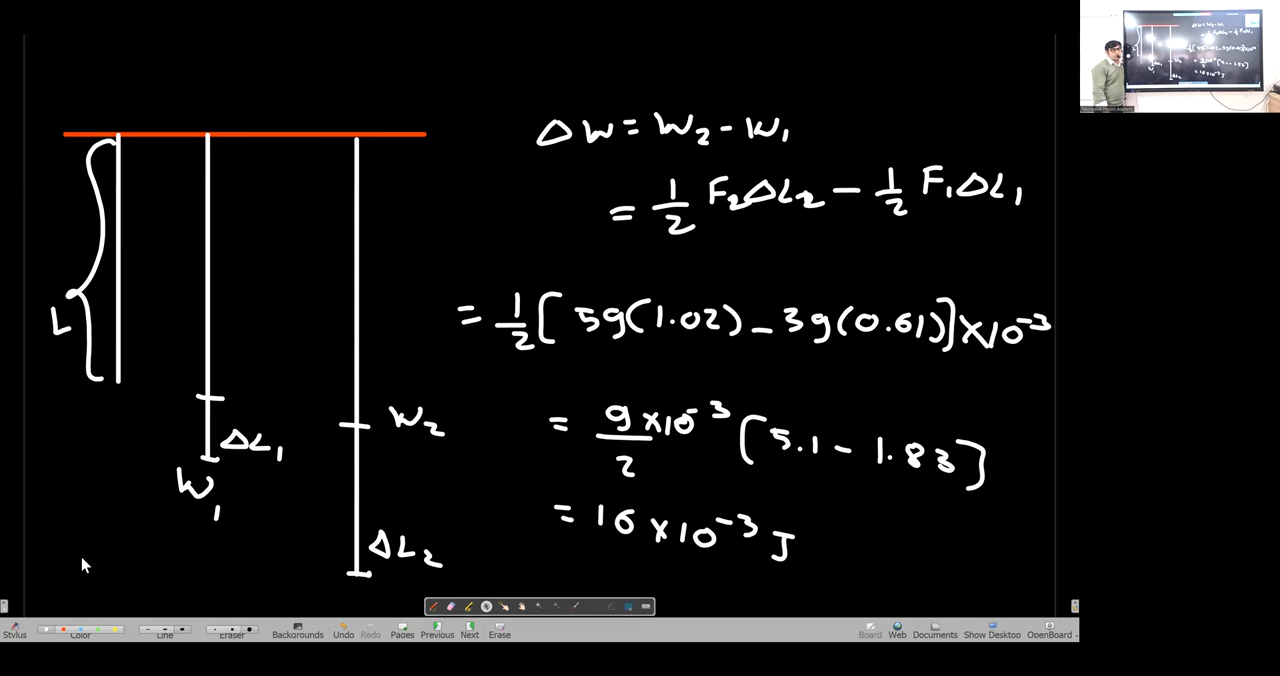 ΔW = W₂ - W₁
= 1/2 F₂ΔL₂ - 1/2 F₁ΔL₁
= 1/2 [ 5g(1.02) - 3g(0.61)] ×10⁻³
= g×10⁻³/2 (5.1 - 1.83]
= 16 ×10⁻³ J
L
ΔL₁
W₁
W₂
ΔL₂
Stylus
Color
Line
Eraser
Backgrounds
Undo
Redo
Pages
Previous
Next
Erase
Board
Web
Documents
Show Desktop
OpenBoard